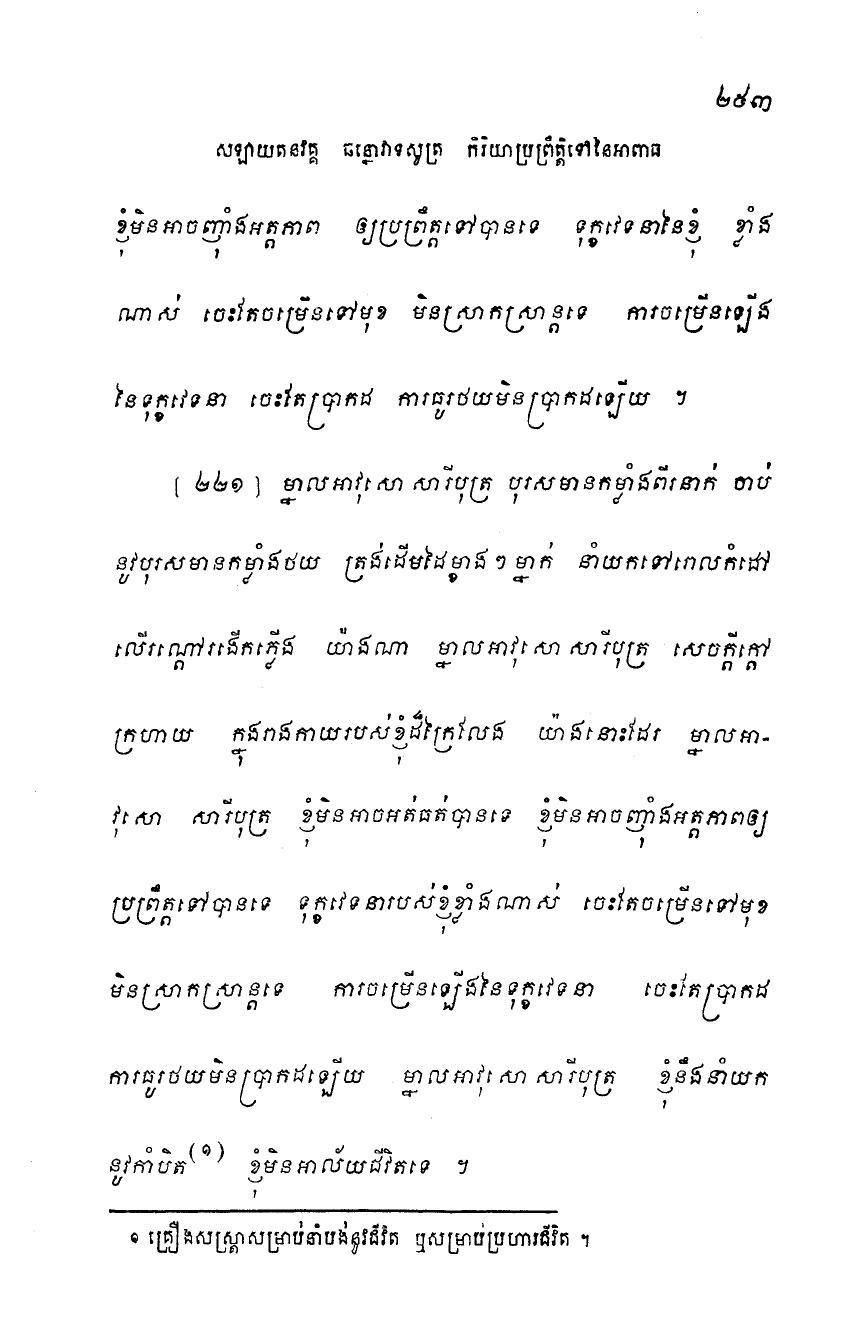 ២៥៣
សឡាយតនវគ្គ ឆន្នោវាទសូត្រ កិរិយាប្រព្រឹត្តិទៅនៃអាពាធ
ខ្ញុំមិនអាចញ៉ាំងអត្តភាព ឲ្យប្រព្រឹត្តទៅបានទេ ទុក្ខវេទនានៃខ្ញុំ ខ្លាំង
ណាស់ ចេះតែចម្រើនទៅមុខ មិនស្រាកស្រាន្តទេ ការចម្រើនឡើង
នៃទុក្ខវេទនា ចេះតែប្រាកដ ការធូរថយមិនប្រាកដឡើយ ។
[ ២២១ ] ម្នាលអាវុសោ សារីបុត្រ បុរសមានកម្លាំងពីរនាក់ ចាប់
នូវបុរសមានកម្លាំងថយ ត្រង់ដើមដៃម្ខាងៗ ម្នាក់ នាំយកទៅរោលកំដៅ
លើរណ្តៅរងើកភ្លើង យ៉ាងណា ម្នាលអាវុសោ សារីបុត្រ សេចក្តីក្តៅ
ក្រហាយ ក្នុងរាងកាយរបស់ខ្ញុំដ៏ក្រៃលែង យ៉ាងនោះដែរ ម្នាលអា-
វុសោ សារីបុត្រ ខ្ញុំមិនអាចអត់ធត់បានទេ ខ្ញុំមិនអាចញ៉ាំងអត្តភាពឲ្យ
ប្រព្រឹត្តទៅបានទេ ទុក្ខវេទនារបស់ខ្ញុំខ្លាំងណាស់ ចេះតែចម្រើនទៅមុខ
មិនស្រាកស្រាន្តទេ ការចម្រើនឡើងនៃទុក្ខវេទនា ចេះតែប្រាកដ
ការធូរថយមិនប្រាកដឡើយ ម្នាលអាវុសោ សារីបុត្រ ខ្ញុំនឹងនាំយក
នូវកាំបិត(១) ខ្ញុំមិនអាល័យជីវិតទេ ។
១ គ្រឿងសស្ត្រាសម្រាប់នាំបង់នូវជីវិត ឬសម្រាប់ប្រហារជីវិត ។